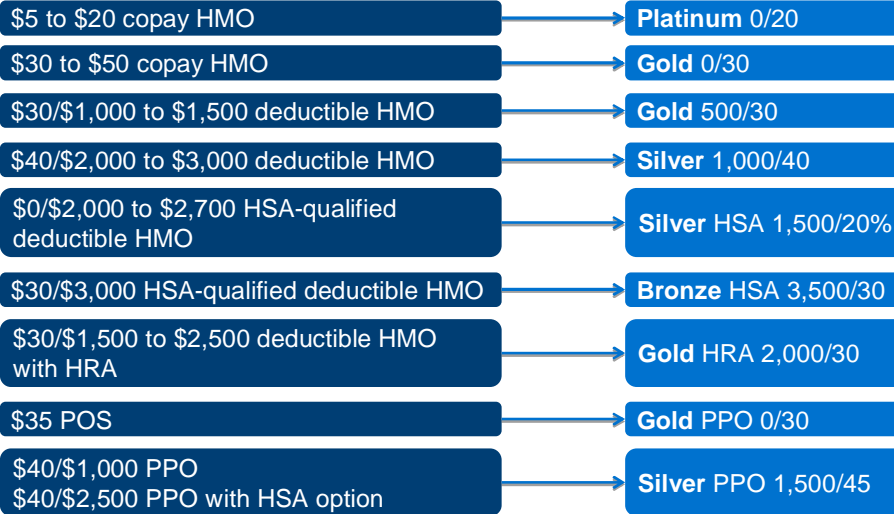 $5 to $20 copay HMO
Platinum 0/20
$30 to $50 copay HMO
Gold 0/30
$30/$1,000 to $1,500 deductible HMO
Gold 500/30
$40/$2,000 to $3,000 deductible HMO
Silver 1,000/40
$0/$2,000 to $2,700 HSA-qualified
deductible HMO
Silver HSA 1,500/20%
$30/$3,000 HSA-qualified deductible HMO
Bronze HSA 3,500/30
$30/$1,500 to $2,500 deductible HMO
with HRA
Gold HRA 2,000/30
$35 POS
Gold PPO 0/30
$40/$1,000 PPO
$40/$2,500 PPO with HSA option
Silver PPO 1,500/45